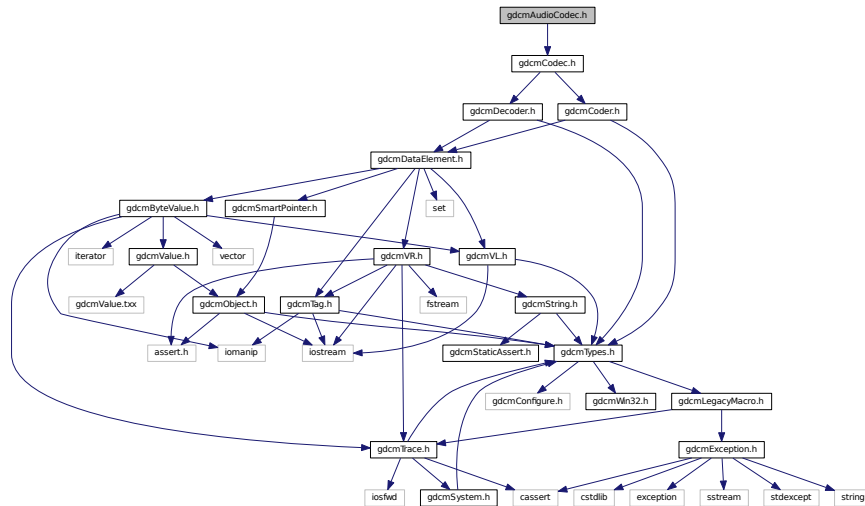 gdcmAudioCodec.h
gdcmCodec.h
gdcmDecoder.h
gdcmCoder.h
gdcmDataElement.h
gdcmByteValue.h
gdcmSmartPointer.h
set
iterator
gdcmValue.h
vector
gdcmVR.h
gdcmVL.h
gdcmValue.txx
gdcmObject.h
gdcmTag.h
fstream
gdcmString.h
assert.h
iomanip
iostream
gdcmStaticAssert.h
gdcmTypes.h
gdcmConfigure.h
gdcmWin32.h
gdcmLegacyMacro.h
gdcmTrace.h
gdcmException.h
iosfwd
gdcmSystem.h
cassert
cstdlib
exception
sstream
stdexcept
string